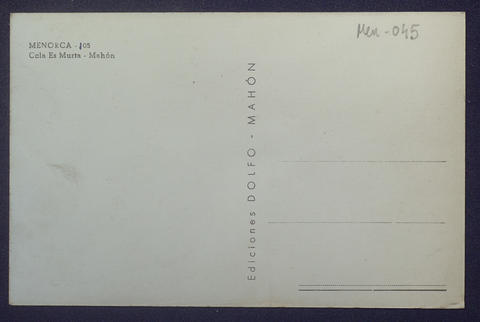 MENORCA - 105
Cala Es Murta - Mahón
Men - 045
Ediciones DOLFO - MAHÓN